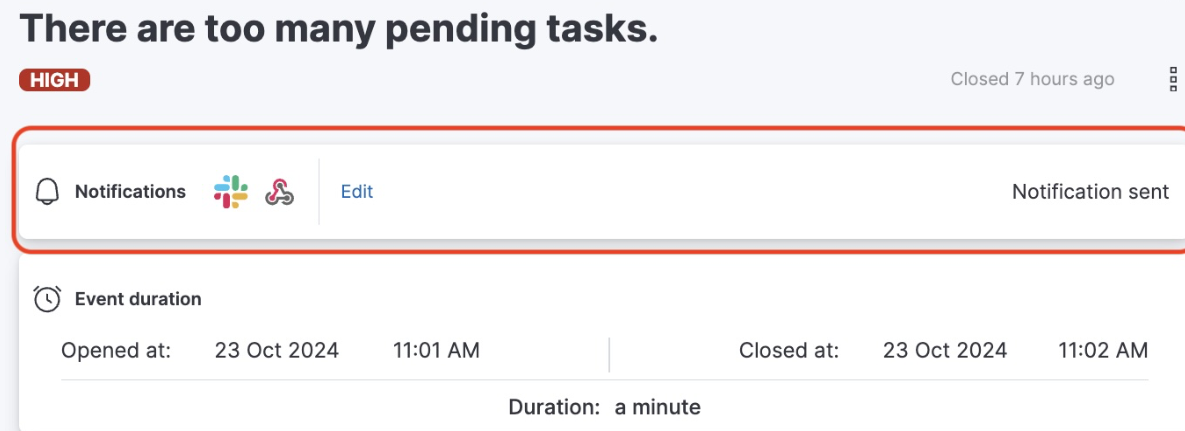 There are too many pending tasks.
HIGH Closed 7 hours ago
Notifications Edit Notification sent
Event duration
Opened at: 23 Oct 2024 11:01 AM Closed at: 23 Oct 2024 11:02 AM
Duration: a minute